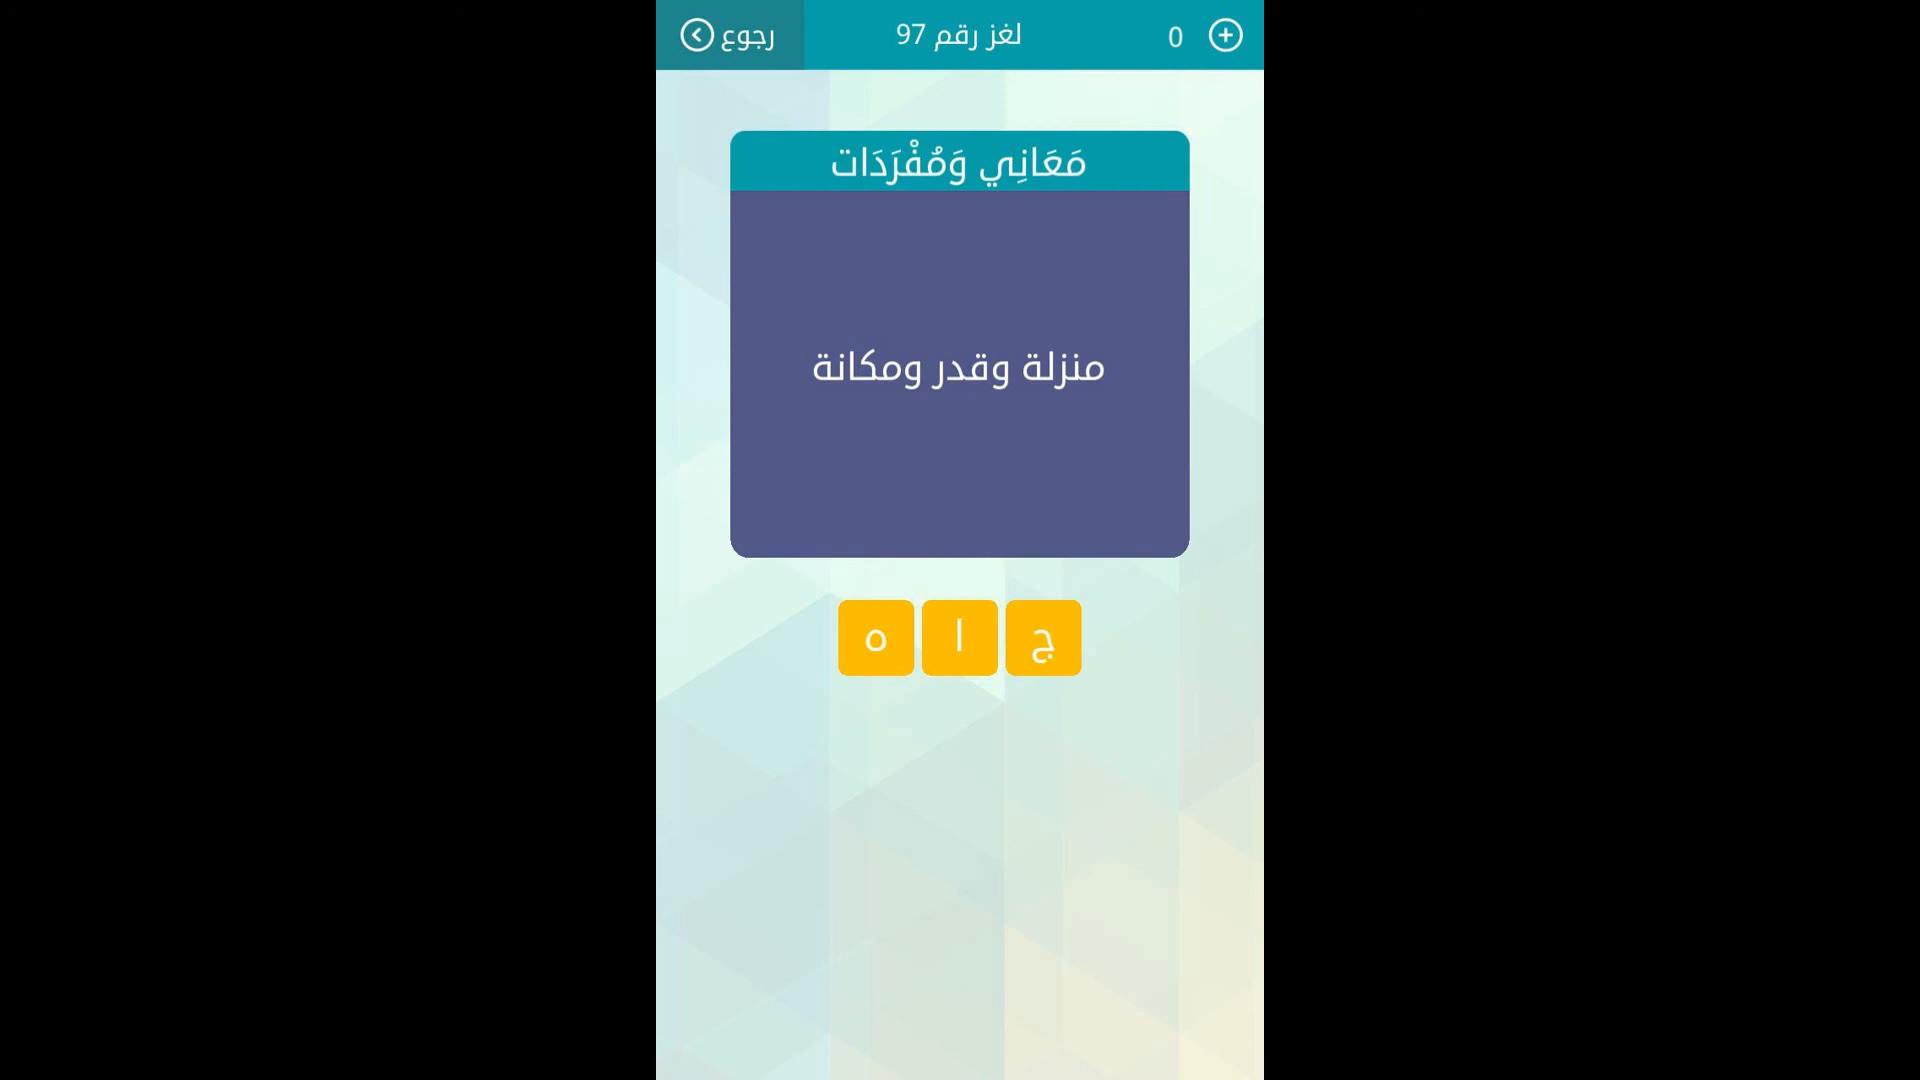 رجوع
لغز رقم 97
0
مَعَانِي وَمُفْرَدَات
منزلة وقدر ومكانة
ج ا ه